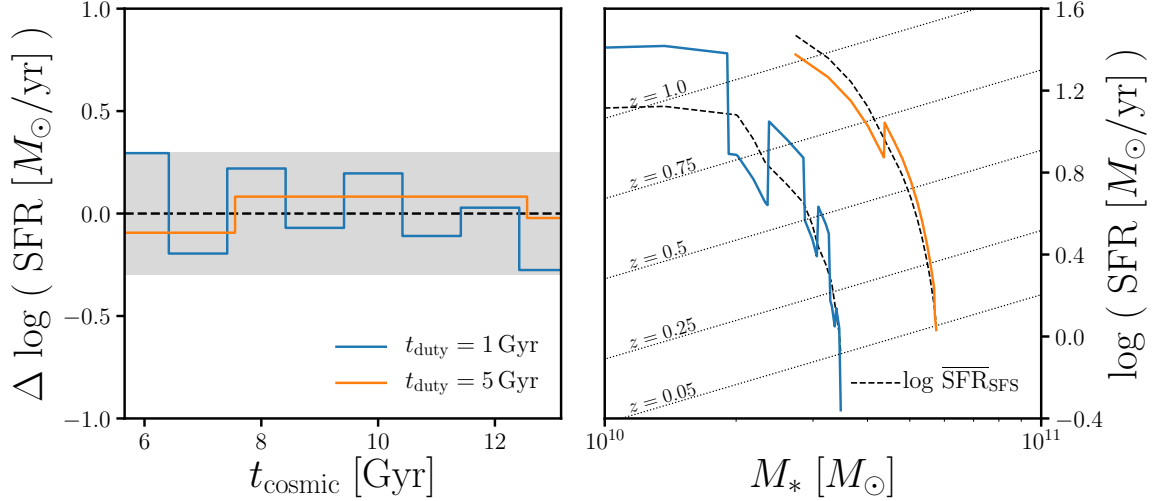 Δ log ( SFR [M⊙/yr] )
1.0
0.5
0.0
−0.5
−1.0
t_duty = 1 Gyr
t_duty = 5 Gyr
6
8
10
12
t_cosmic [Gyr]
z = 1.0
z = 0.75
z = 0.5
z = 0.25
z = 0.05
log S̅F̅R̅_SFS
10^10
10^11
M_* [M⊙]
1.6
1.2
0.8
0.4
0.0
−0.4
log ( SFR [M⊙/yr] )